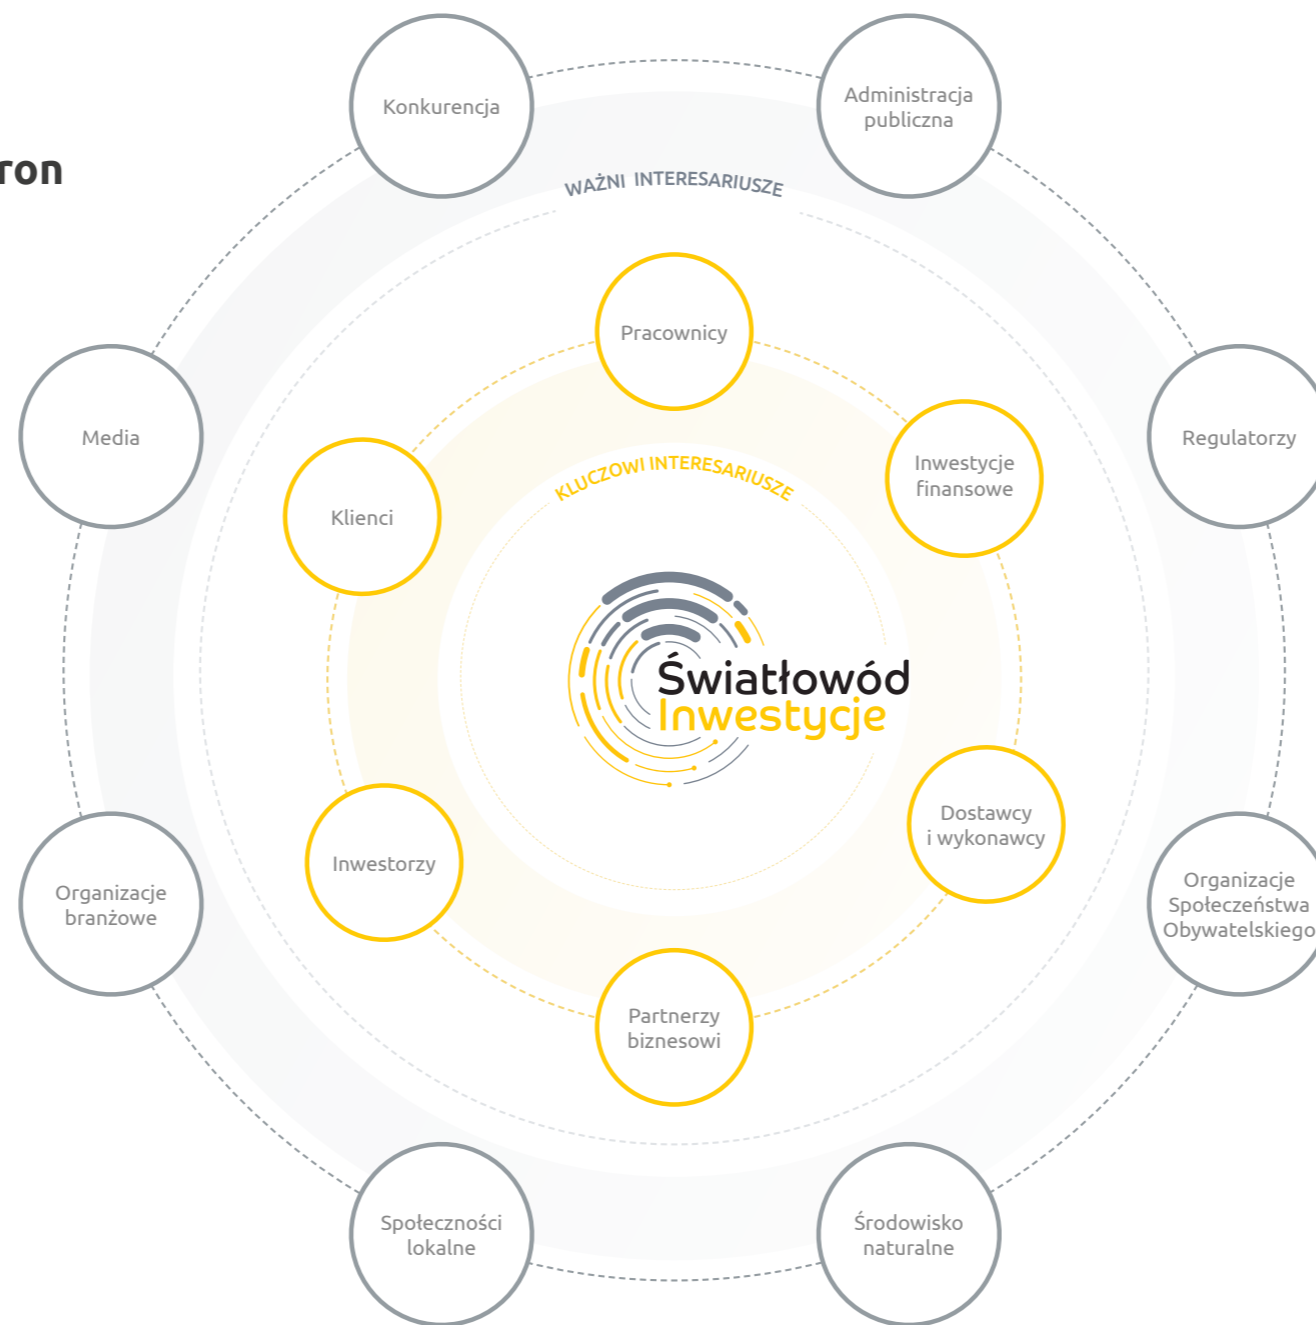 ron
Konkurencja
Administracja
publiczna
WAŻNI INTERESARIUSZE
Pracownicy
Media
Regulatorzy
Inwestycje
finansowe
KLUCZOWI INTERESARIUSZE
Klienci
Światłowód
Inwestycje
Dostawcy
i wykonawcy
Inwestorzy
Organizacje
branżowe
Organizacje
Społeczeństwa
Obywatelskiego
Partnerzy
biznesowi
Społeczności
lokalne
Środowisko
naturalne